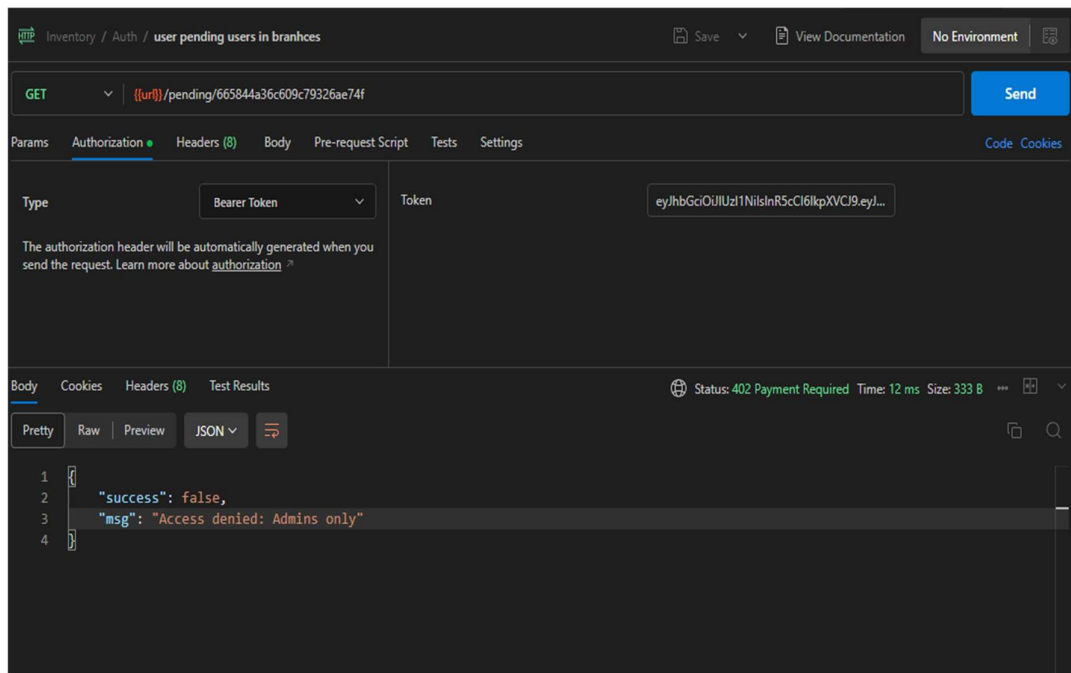 HTTP Inventory / Auth / user pending users in branhces Save View Documentation No Environment
GET {{url}}/pending/665844a36c609c79326ae74f Send
Params Authorization Headers (8) Body Pre-request Script Tests Settings Code Cookies
Type Bearer Token Token eyJhbGciOiJIUzI1NiIsInR5cCI6IkpXVCJ9.eyJ...
The authorization header will be automatically generated when you
send the request. Learn more about authorization ↗
Body Cookies Headers (8) Test Results Status: 402 Payment Required Time: 12 ms Size: 333 B
Pretty Raw Preview JSON
1 {
2 "success": false,
3 "msg": "Access denied: Admins only"
4 }